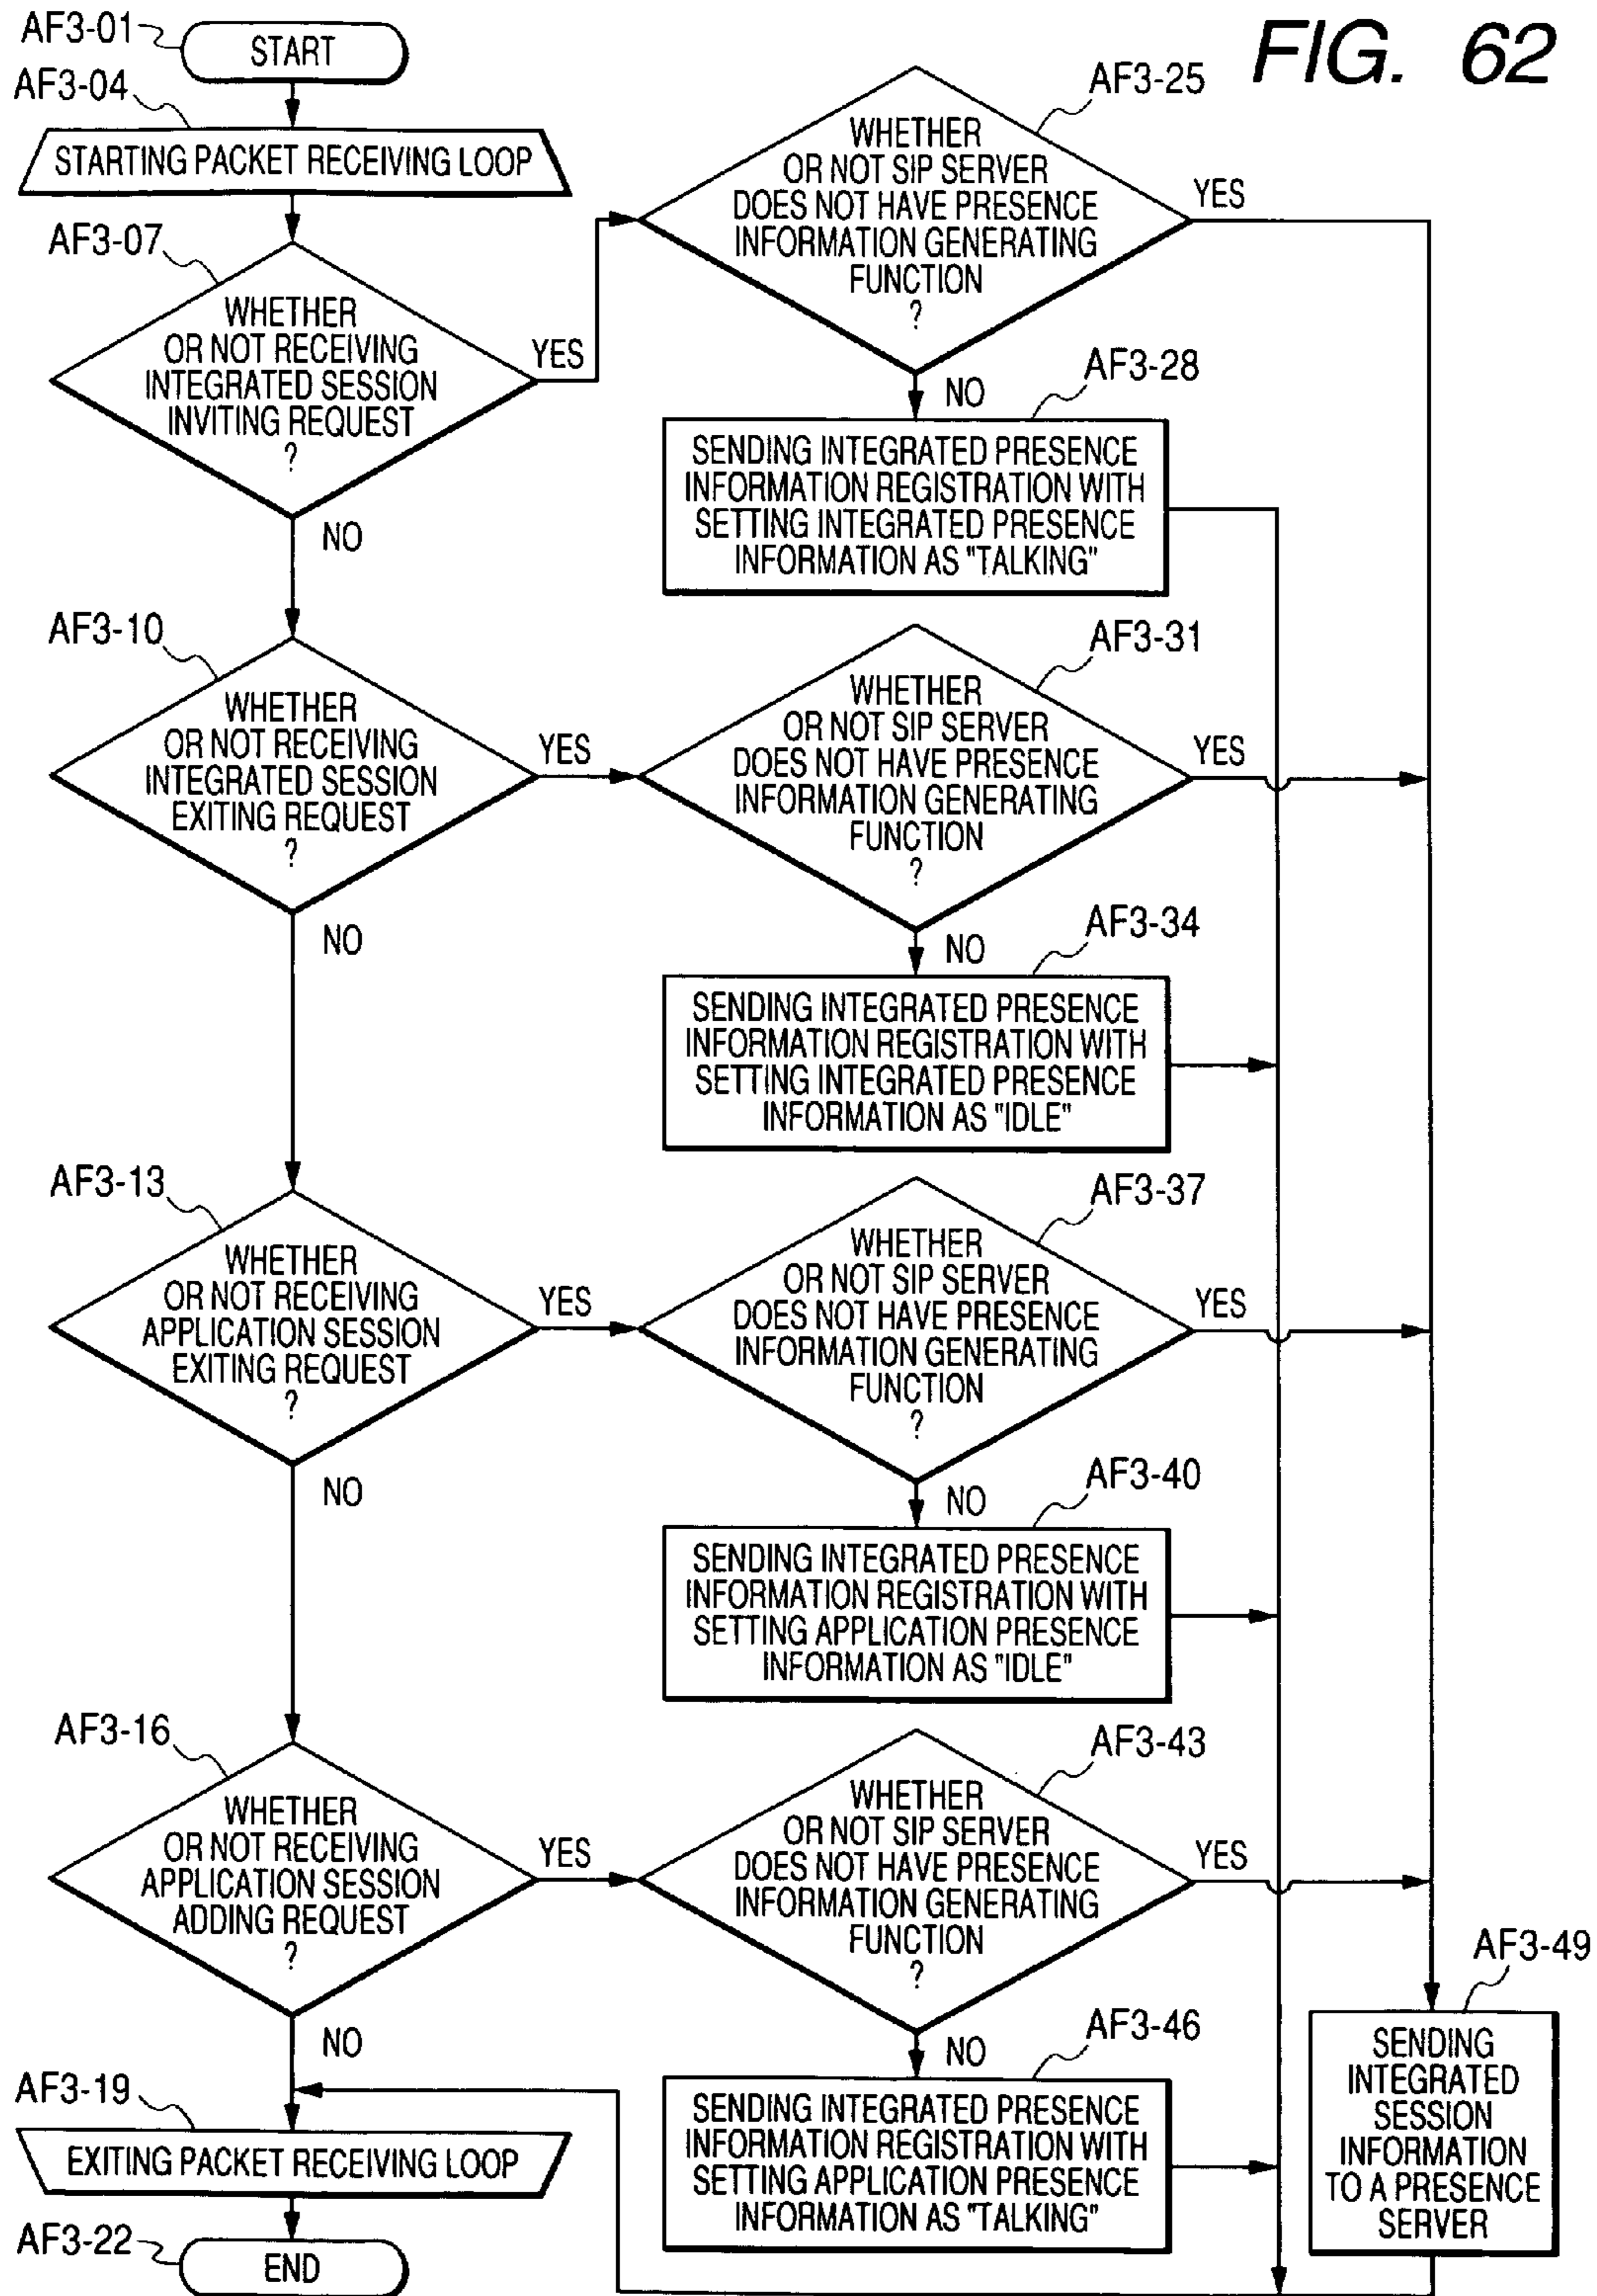 FIG. 62
AF3-01
START
AF3-04
STARTING PACKET RECEIVING LOOP
AF3-07
WHETHER
OR NOT RECEIVING
INTEGRATED SESSION
INVITING REQUEST
?
YES
NO
AF3-25
WHETHER
OR NOT SIP SERVER
DOES NOT HAVE PRESENCE
INFORMATION GENERATING
FUNCTION
?
YES
NO
AF3-28
SENDING INTEGRATED PRESENCE
INFORMATION REGISTRATION WITH
SETTING INTEGRATED PRESENCE
INFORMATION AS "TALKING"
AF3-10
WHETHER
OR NOT RECEIVING
INTEGRATED SESSION
EXITING REQUEST
?
YES
NO
AF3-31
WHETHER
OR NOT SIP SERVER
DOES NOT HAVE PRESENCE
INFORMATION GENERATING
FUNCTION
?
YES
NO
AF3-34
SENDING INTEGRATED PRESENCE
INFORMATION REGISTRATION WITH
SETTING INTEGRATED PRESENCE
INFORMATION AS "IDLE"
AF3-13
WHETHER
OR NOT RECEIVING
APPLICATION SESSION
EXITING REQUEST
?
YES
NO
AF3-37
WHETHER
OR NOT SIP SERVER
DOES NOT HAVE PRESENCE
INFORMATION GENERATING
FUNCTION
?
YES
NO
AF3-40
SENDING INTEGRATED PRESENCE
INFORMATION REGISTRATION WITH
SETTING APPLICATION PRESENCE
INFORMATION AS "IDLE"
AF3-16
WHETHER
OR NOT RECEIVING
APPLICATION SESSION
ADDING REQUEST
?
YES
NO
AF3-43
WHETHER
OR NOT SIP SERVER
DOES NOT HAVE PRESENCE
INFORMATION GENERATING
FUNCTION
?
YES
NO
AF3-46
SENDING INTEGRATED PRESENCE
INFORMATION REGISTRATION WITH
SETTING APPLICATION PRESENCE
INFORMATION AS "TALKING"
AF3-49
SENDING
INTEGRATED
SESSION
INFORMATION
TO A PRESENCE
SERVER
AF3-19
EXITING PACKET RECEIVING LOOP
AF3-22
END